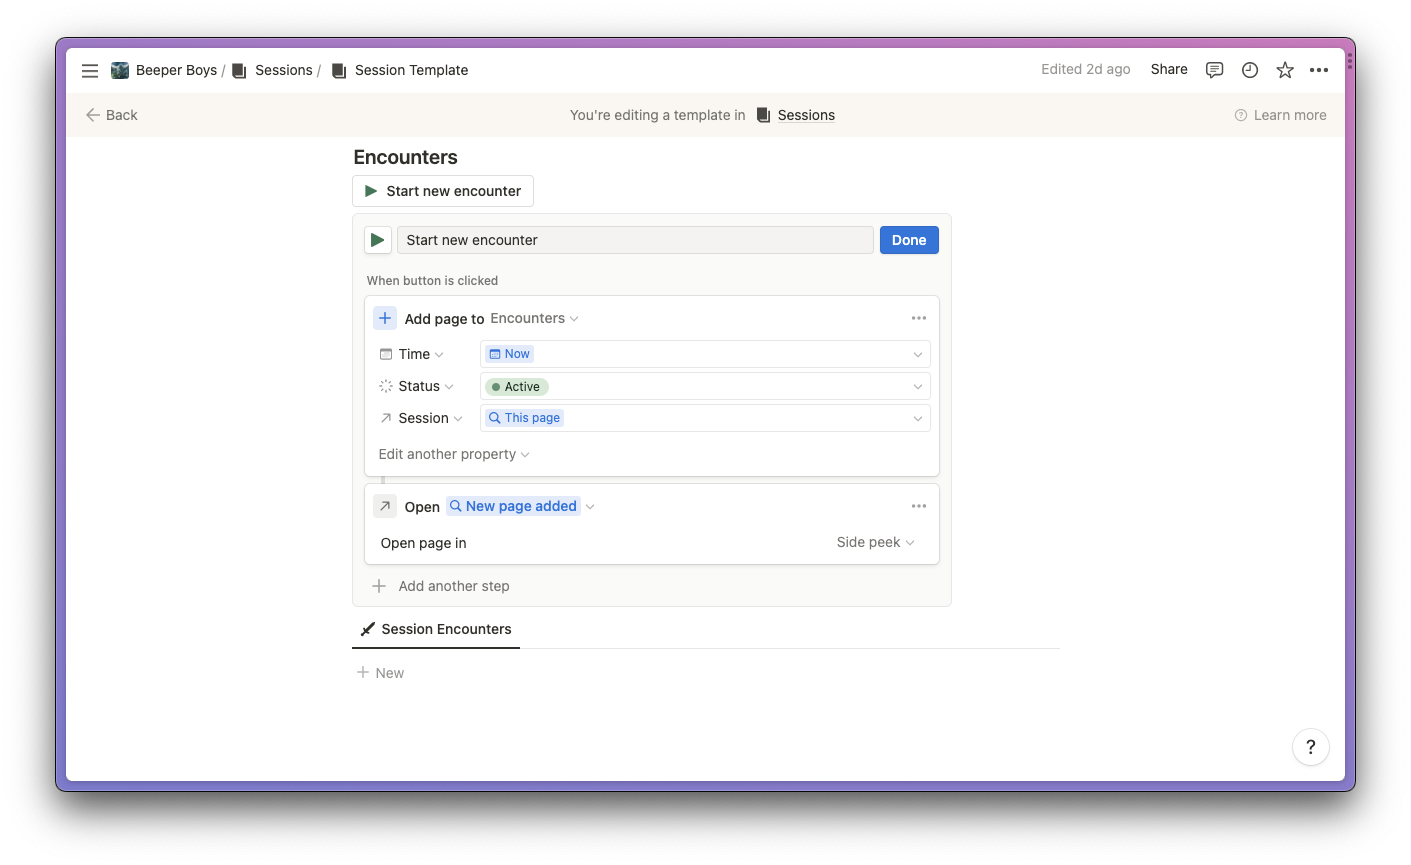 Beeper Boys / Sessions / Session Template
Edited 2d ago Share
Back
You're editing a template in Sessions
Learn more
Encounters
Start new encounter
Start new encounter
Done
When button is clicked
Add page to Encounters
Time Now
Status Active
Session This page
Edit another property
Open New page added
Open page in Side peek
Add another step
Session Encounters
New
?